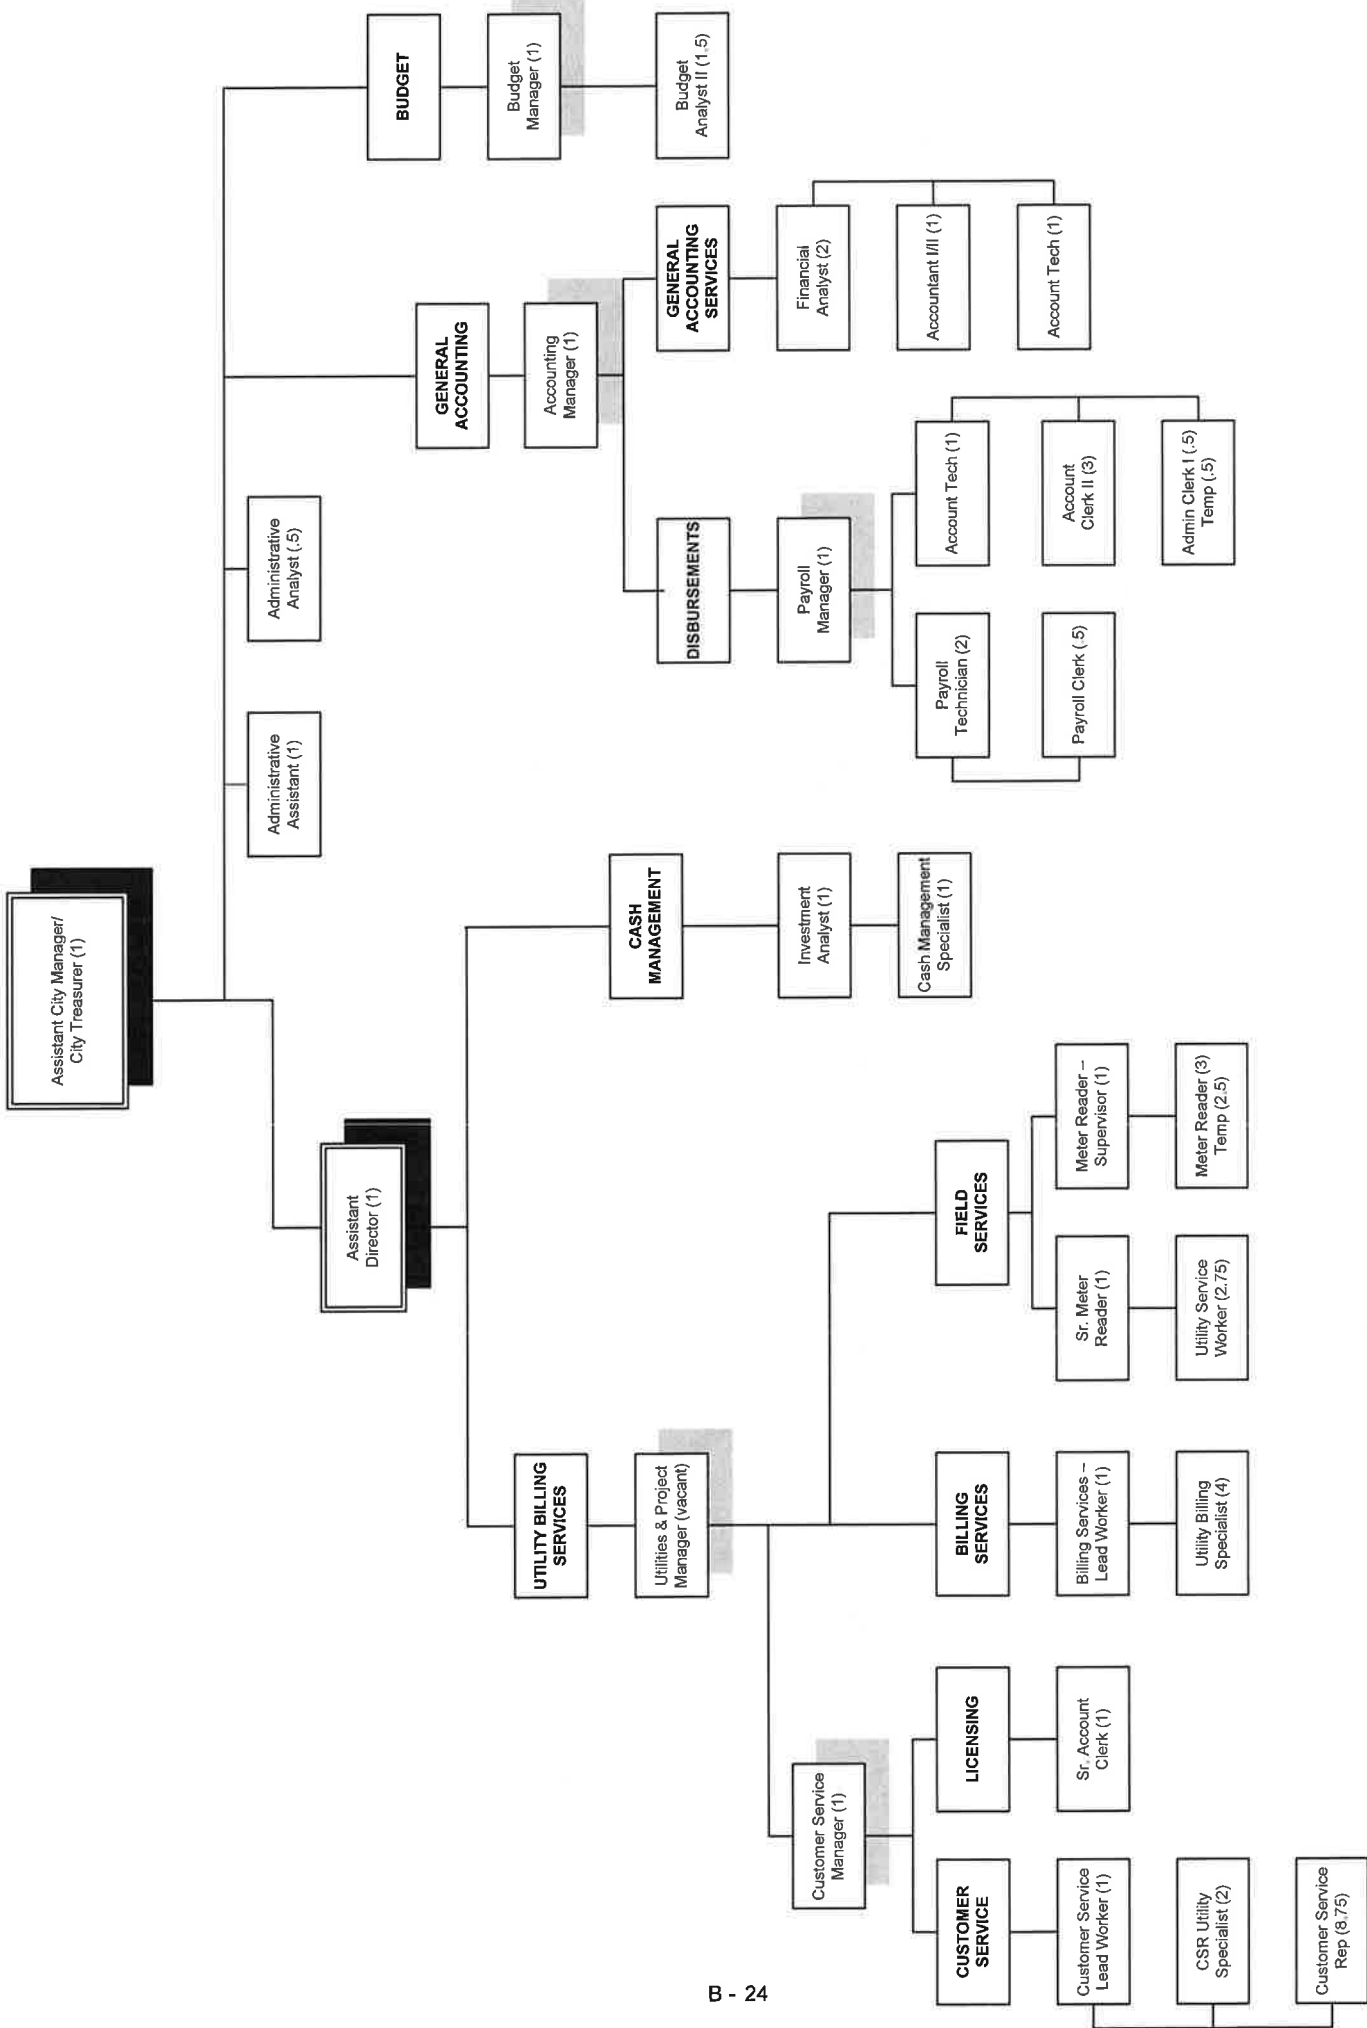 Assistant City Manager/
City Treasurer (1)
Assistant
Director (1)
Administrative
Assistant (1)
Administrative
Analyst (.5)
UTILITY BILLING
SERVICES
Utilities & Project
Manager (vacant)
Customer Service
Manager (1)
CUSTOMER
SERVICE
Customer Service
Lead Worker (1)
CSR Utility
Specialist (2)
Customer Service
Rep (8.75)
LICENSING
Sr. Account
Clerk (1)
BILLING
SERVICES
Billing Services –
Lead Worker (1)
Utility Billing
Specialist (4)
FIELD
SERVICES
Sr. Meter
Reader (1)
Utility Service
Worker (2.75)
Meter Reader –
Supervisor (1)
Meter Reader (3)
Temp (2.5)
CASH
MANAGEMENT
Investment
Analyst (1)
Cash Management
Specialist (1)
GENERAL
ACCOUNTING
Accounting
Manager (1)
DISBURSEMENTS
Payroll
Manager (1)
Payroll
Technician (2)
Payroll Clerk (.5)
Account Tech (1)
Account
Clerk II (3)
Admin Clerk I (.5)
Temp (.5)
GENERAL
ACCOUNTING
SERVICES
Financial
Analyst (2)
Accountant I/II (1)
Account Tech (1)
BUDGET
Budget
Manager (1)
Budget
Analyst II (1.5)
B - 24